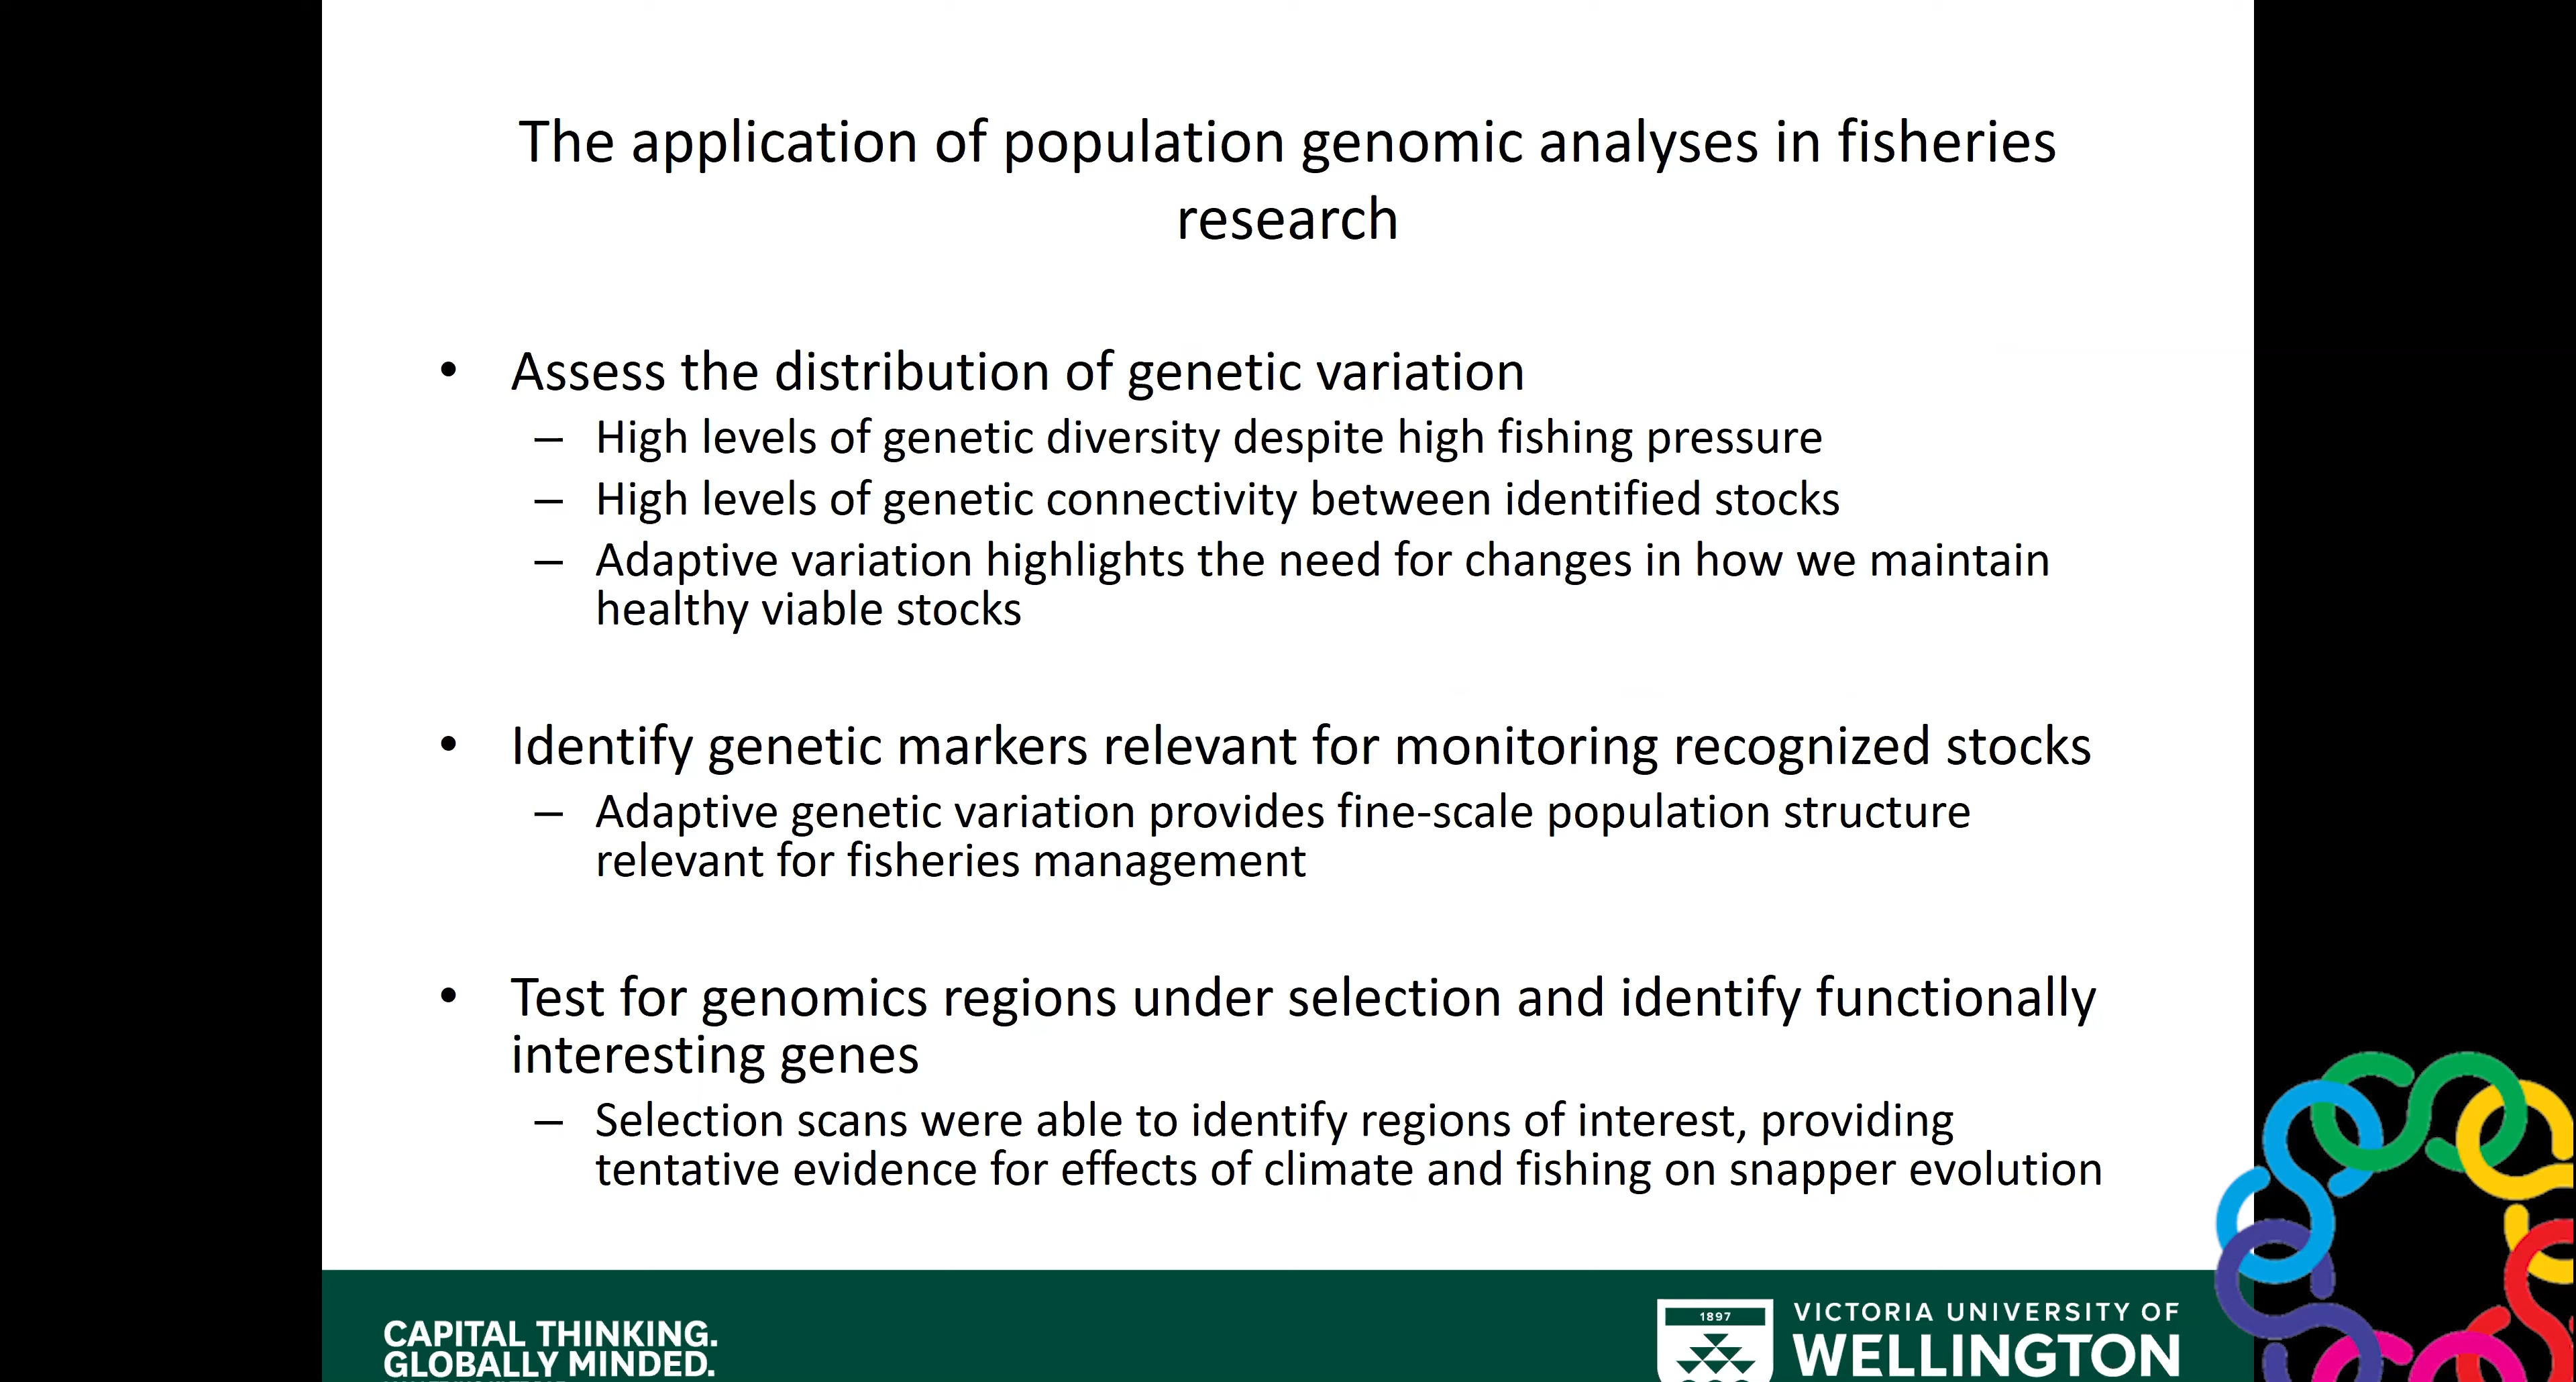 The application of population genomic analyses in fisheries
research
• Assess the distribution of genetic variation
– High levels of genetic diversity despite high fishing pressure
– High levels of genetic connectivity between identified stocks
– Adaptive variation highlights the need for changes in how we maintain
healthy viable stocks
• Identify genetic markers relevant for monitoring recognized stocks
– Adaptive genetic variation provides fine-scale population structure
relevant for fisheries management
• Test for genomics regions under selection and identify functionally
interesting genes
– Selection scans were able to identify regions of interest, providing
tentative evidence for effects of climate and fishing on snapper evolution
CAPITAL THINKING.
GLOBALLY MINDED.
1897
VICTORIA UNIVERSITY OF
WELLINGTON